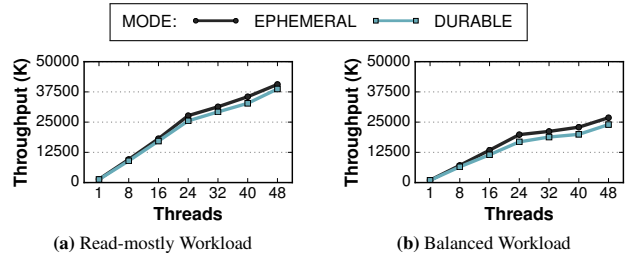 MODE: EPHEMERAL DURABLE
Throughput (K)
50000
37500
25000
12500
0
1 8 16 24 32 40 48
Threads
(a) Read-mostly Workload
Throughput (K)
50000
37500
25000
12500
0
1 8 16 24 32 40 48
Threads
(b) Balanced Workload